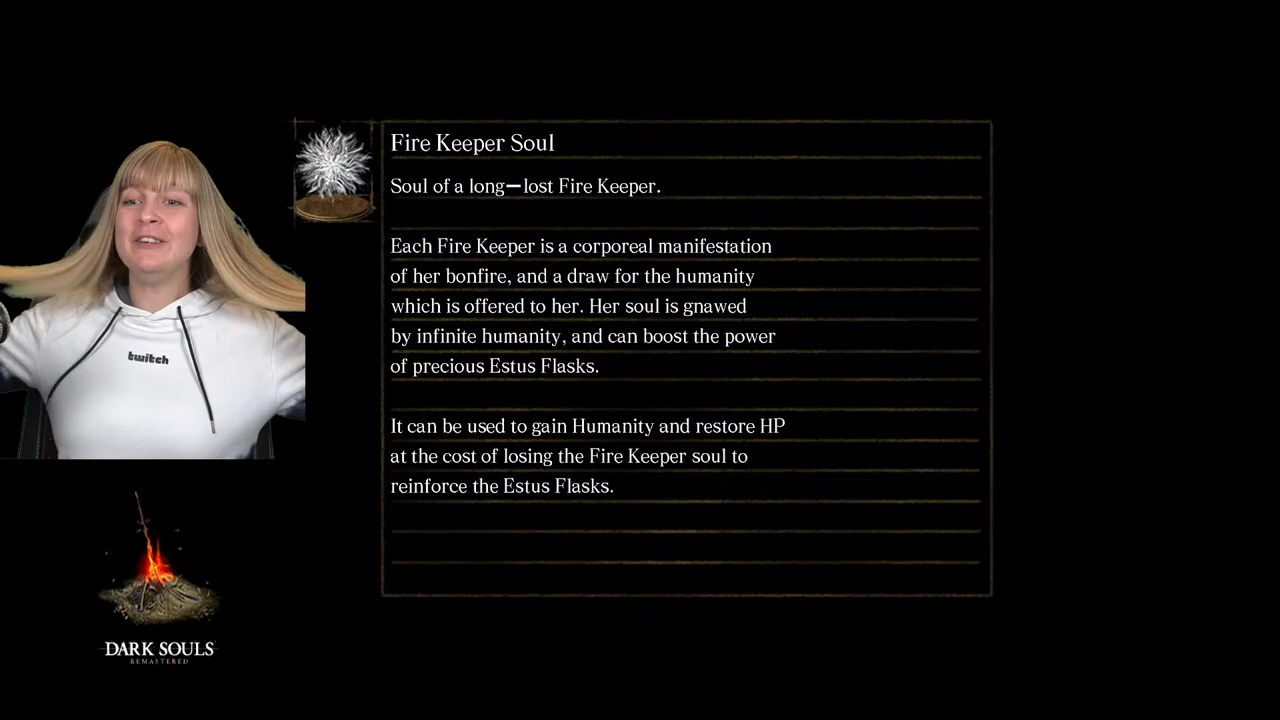 Fire Keeper Soul
Soul of a long—lost Fire Keeper.
Each Fire Keeper is a corporeal manifestation
of her bonfire, and a draw for the humanity
which is offered to her. Her soul is gnawed
by infinite humanity, and can boost the power
of precious Estus Flasks.
It can be used to gain Humanity and restore HP
at the cost of losing the Fire Keeper soul to
reinforce the Estus Flasks.
twitch
DARK SOULS
REMASTERED